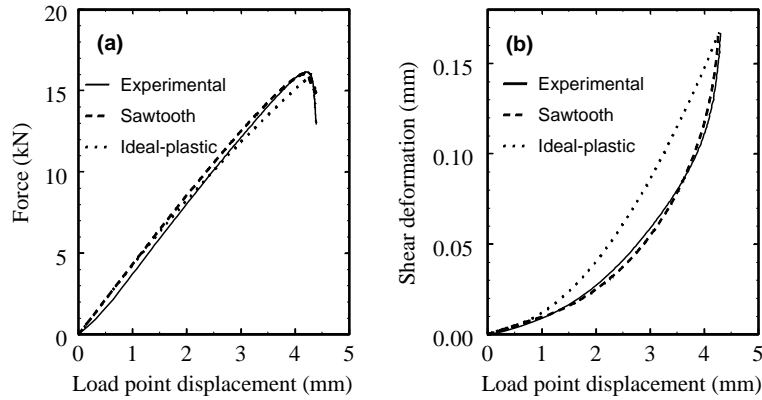 (a)
Experimental
Sawtooth
Ideal-plastic
Force (kN)
20
15
10
5
0
0 1 2 3 4 5
Load point displacement (mm)
(b)
Experimental
Sawtooth
Ideal-plastic
Shear deformation (mm)
0.15
0.10
0.05
0.00
0 1 2 3 4 5
Load point displacement (mm)